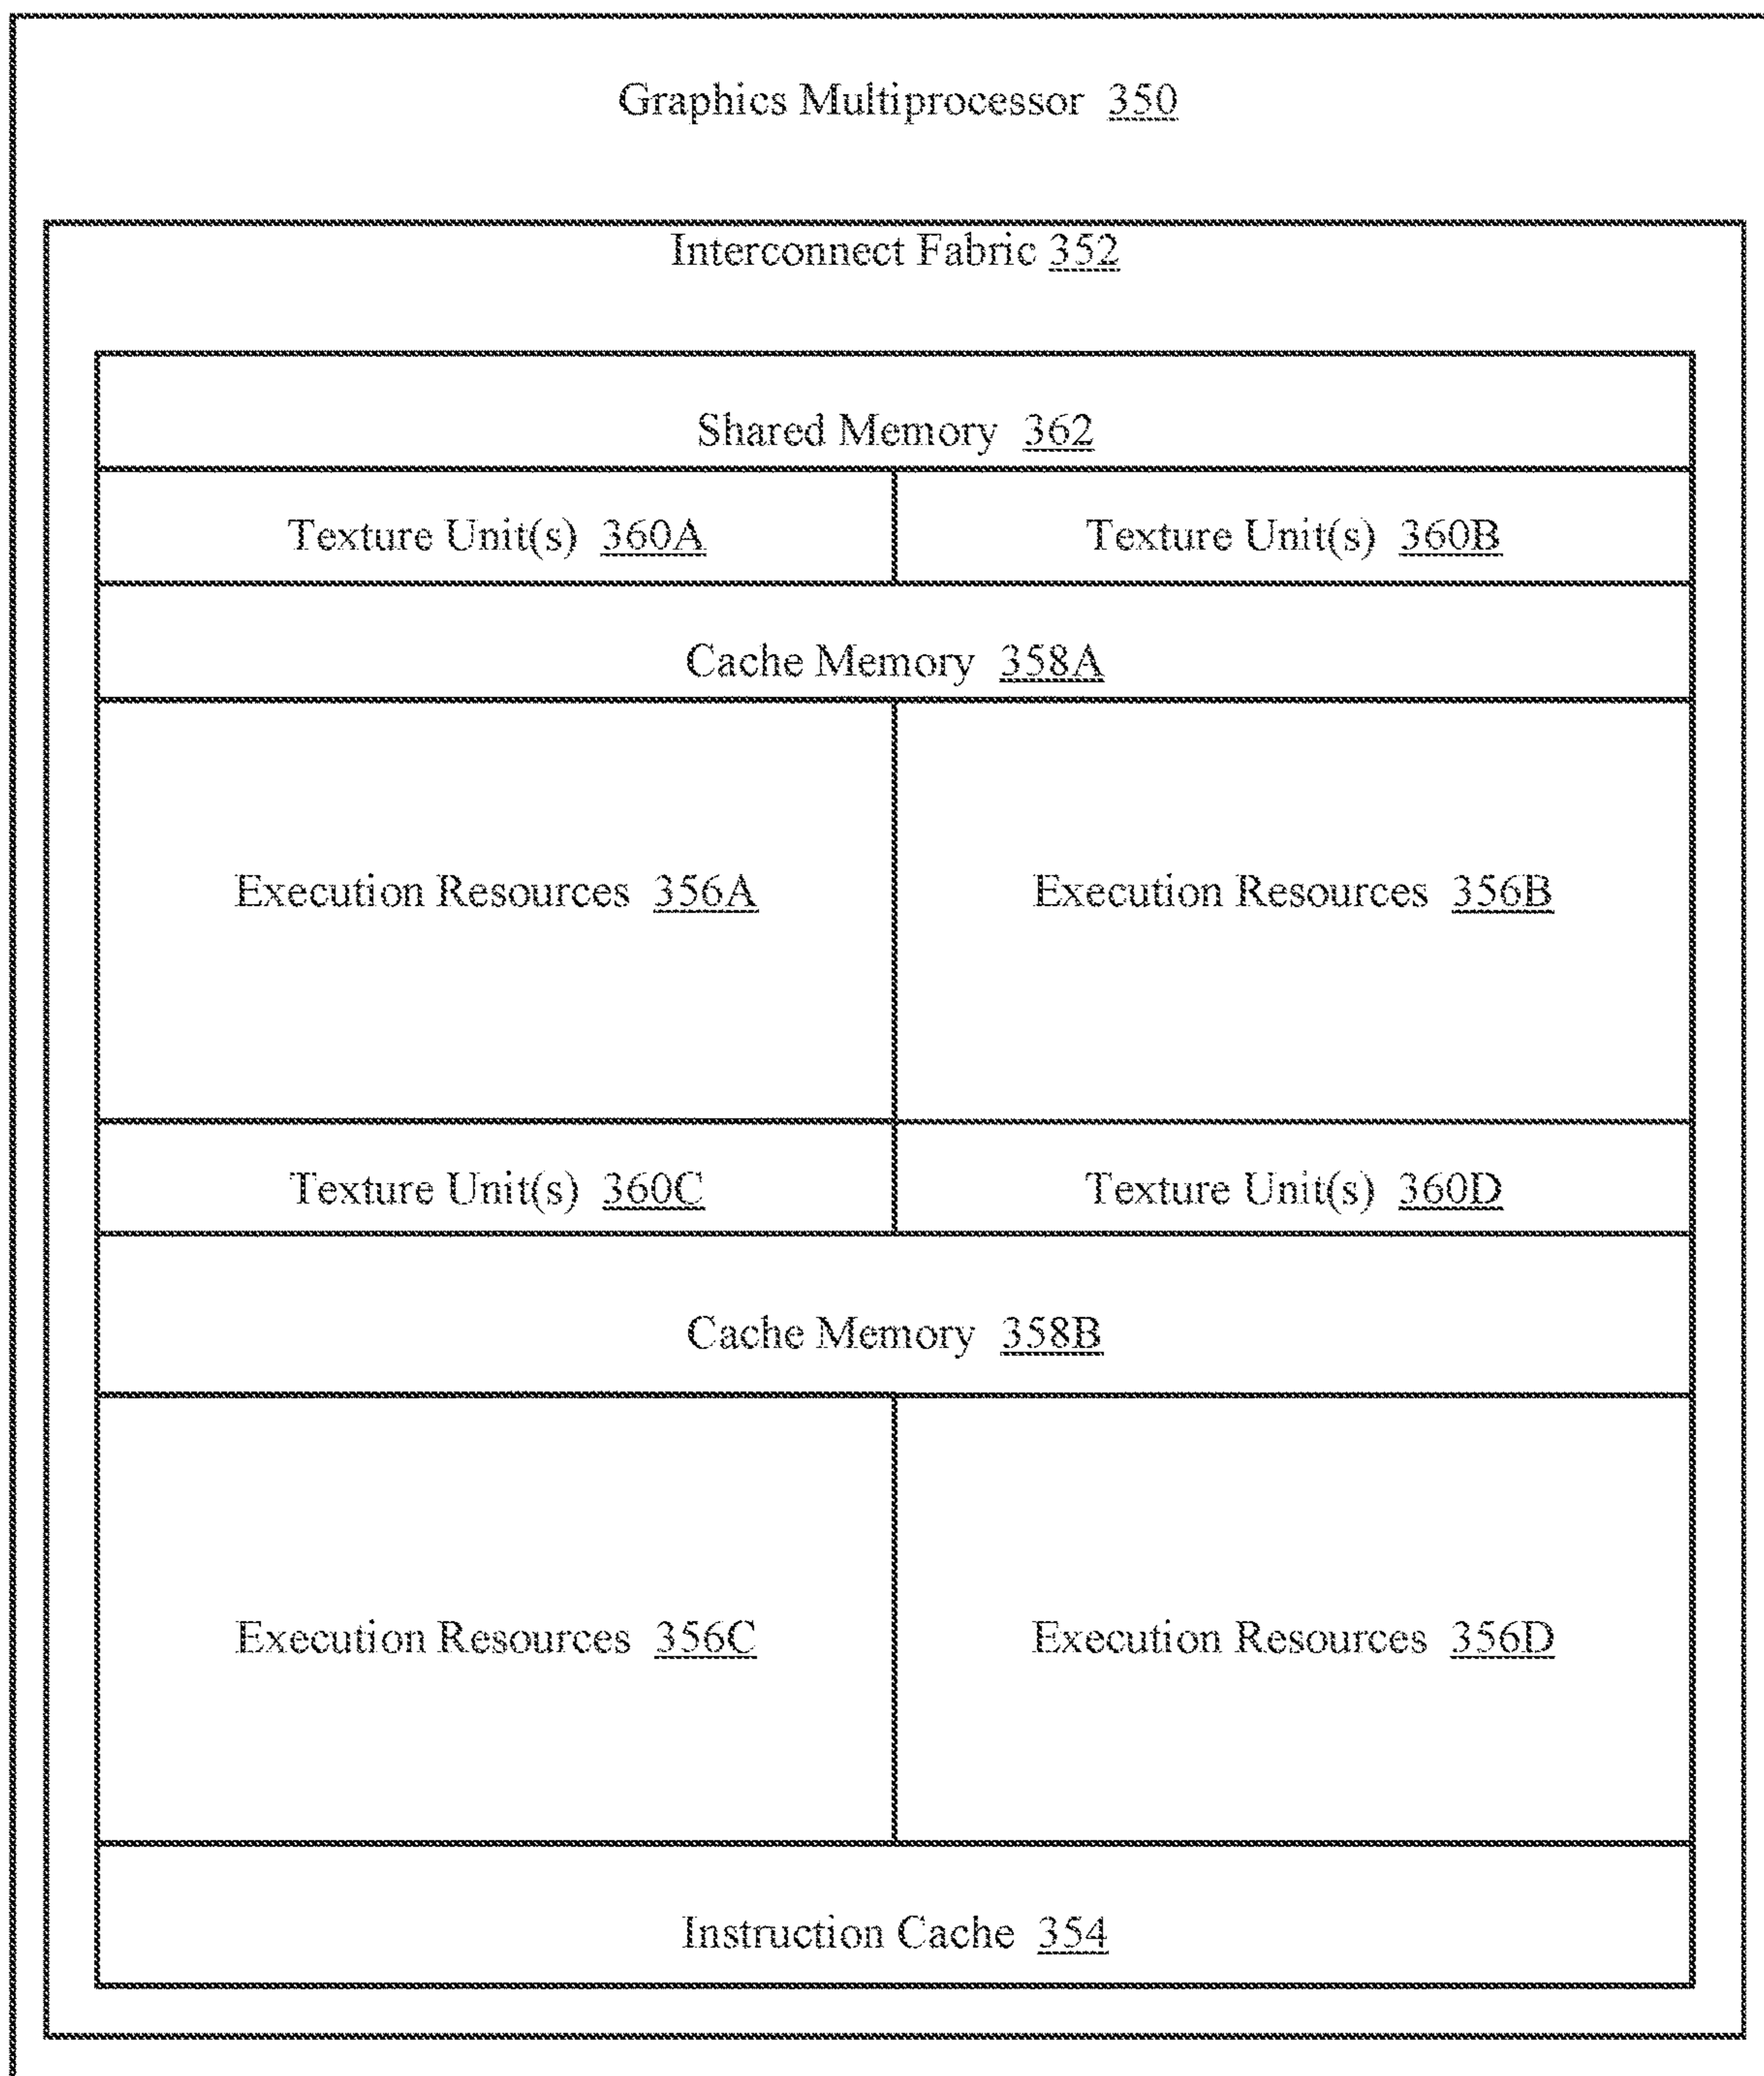 Graphics Multiprocessor 350
Interconnect Fabric 352
Shared Memory 362
Texture Unit(s) 360A
Texture Unit(s) 360B
Cache Memory 358A
Execution Resources 356A
Execution Resources 356B
Texture Unit(s) 360C
Texture Unit(s) 360D
Cache Memory 358B
Execution Resources 356C
Execution Resources 356D
Instruction Cache 354